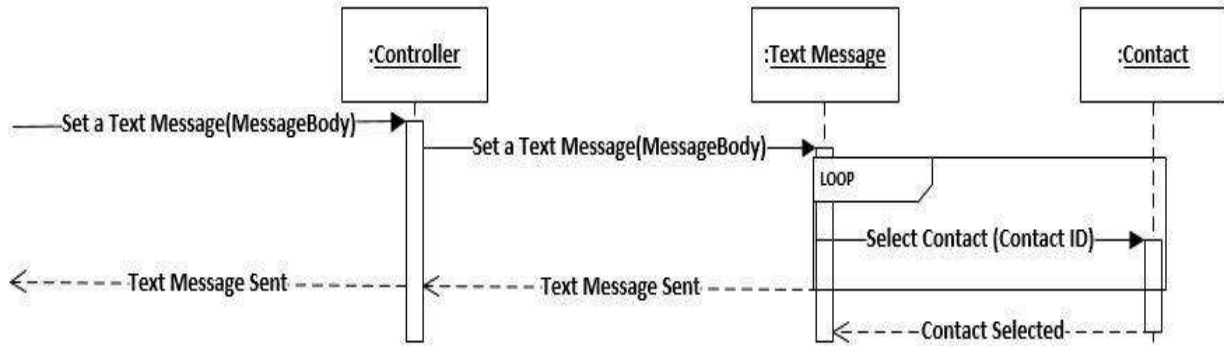 :Controller
:Text Message
:Contact
Set a Text Message(MessageBody)
Set a Text Message(MessageBody)
LOOP
Select Contact (Contact ID)
Text Message Sent
Text Message Sent
Contact Selected